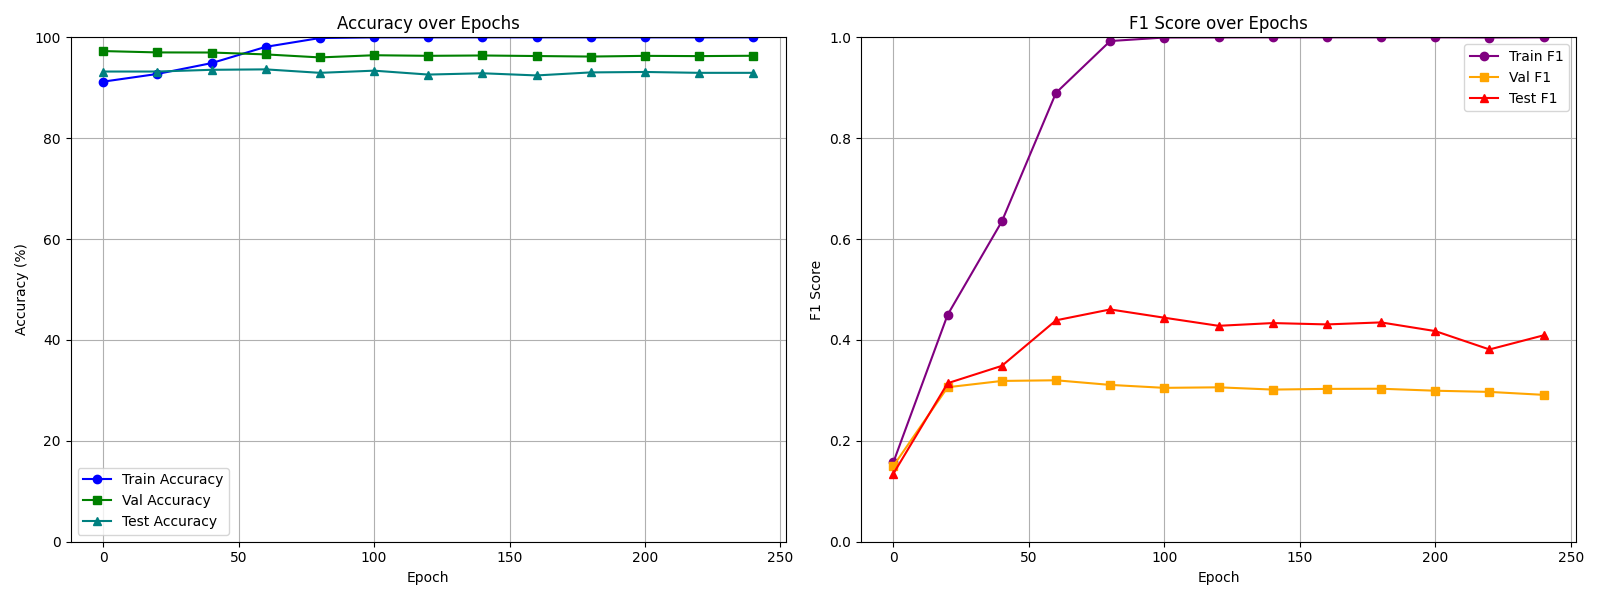 Accuracy over Epochs
100
80
60
40
20
0
Accuracy (%)
Train Accuracy
Val Accuracy
Test Accuracy
0 50 100 150 200 250
Epoch
F1 Score over Epochs
1.0
0.8
0.6
0.4
0.2
0.0
F1 Score
Train F1
Val F1
Test F1
0 50 100 150 200 250
Epoch